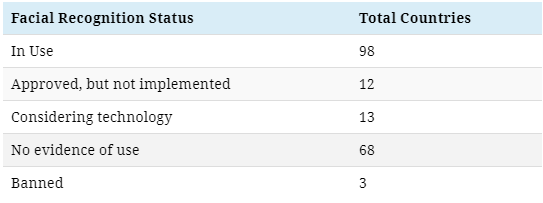 Facial Recognition Status Total Countries
In Use 98
Approved, but not implemented 12
Considering technology 13
No evidence of use 68
Banned 3